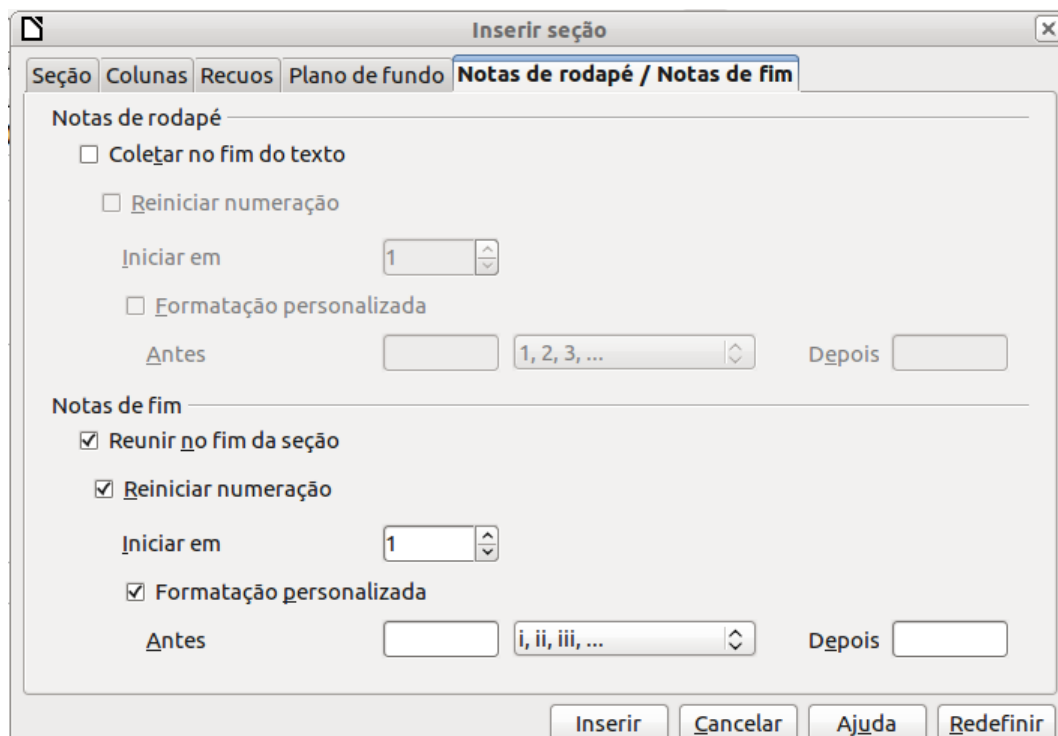 Inserir seção
Seção Colunas Recuos Plano de fundo Notas de rodapé / Notas de fim
Notas de rodapé
Coletar no fim do texto
Reiniciar numeração
Iniciar em 1
Formatação personalizada
Antes 1, 2, 3, ... Depois
Notas de fim
Reunir no fim da seção
Reiniciar numeração
Iniciar em 1
Formatação personalizada
Antes i, ii, iii, ... Depois
Inserir Cancelar Ajuda Redefinir